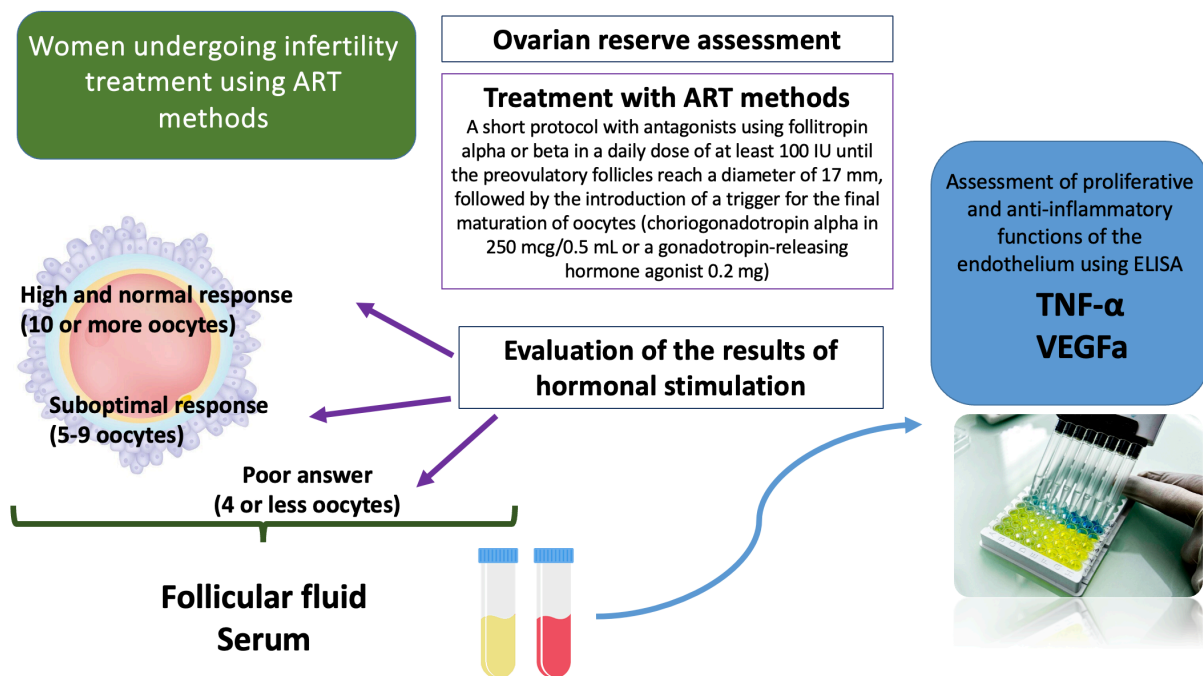 Women undergoing infertility
treatment using ART
methods
Ovarian reserve assessment
Treatment with ART methods
A short protocol with antagonists using follitropin
alpha or beta in a daily dose of at least 100 IU until
the preovulatory follicles reach a diameter of 17 mm,
followed by the introduction of a trigger for the final
maturation of oocytes (choriogonadotropin alpha in
250 mcg/0.5 mL or a gonadotropin-releasing
hormone agonist 0.2 mg)
Evaluation of the results of
hormonal stimulation
High and normal response
(10 or more oocytes)
Suboptimal response
(5-9 oocytes)
Poor answer
(4 or less oocytes)
Follicular fluid
Serum
Assessment of proliferative
and anti-inflammatory
functions of the
endothelium using ELISA
TNF-α
VEGFa